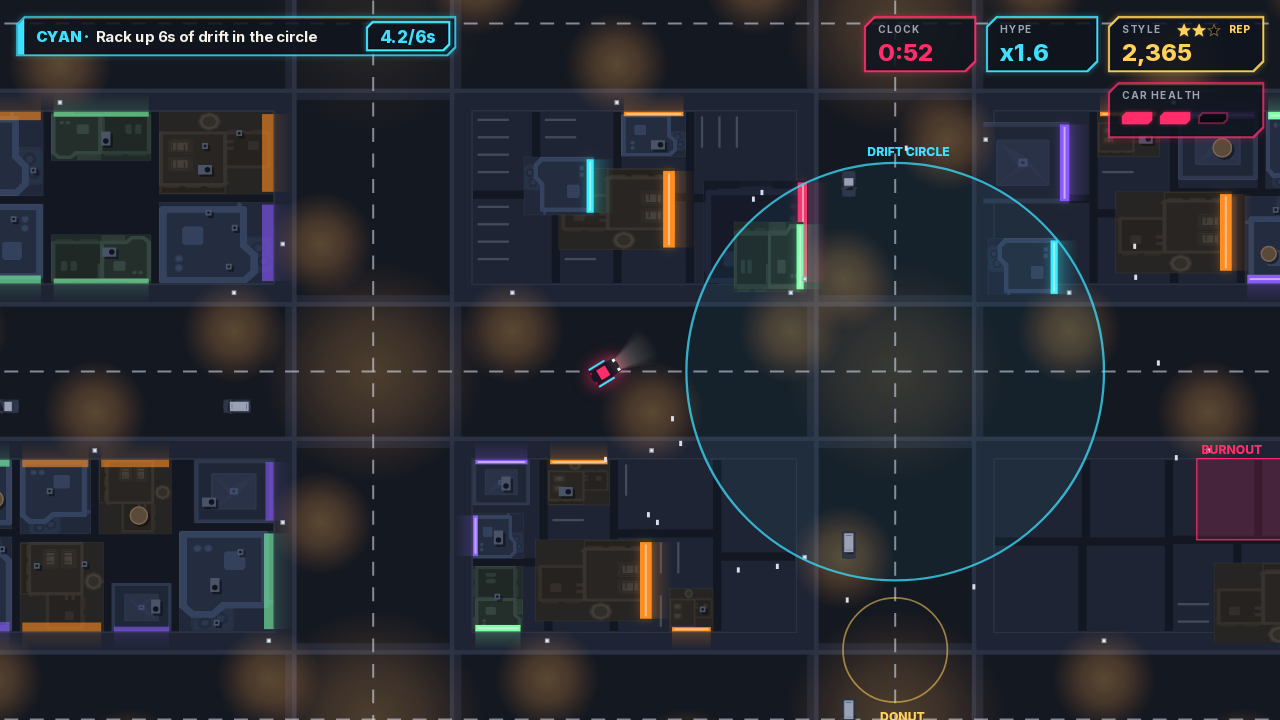 CYAN · Rack up 6s of drift in the circle
4.2/6s
CLOCK
0:52
HYPE
x1.6
STYLE ★★☆ REP
2,365
CAR HEALTH
DRIFT CIRCLE
BURNOUT
DONUT